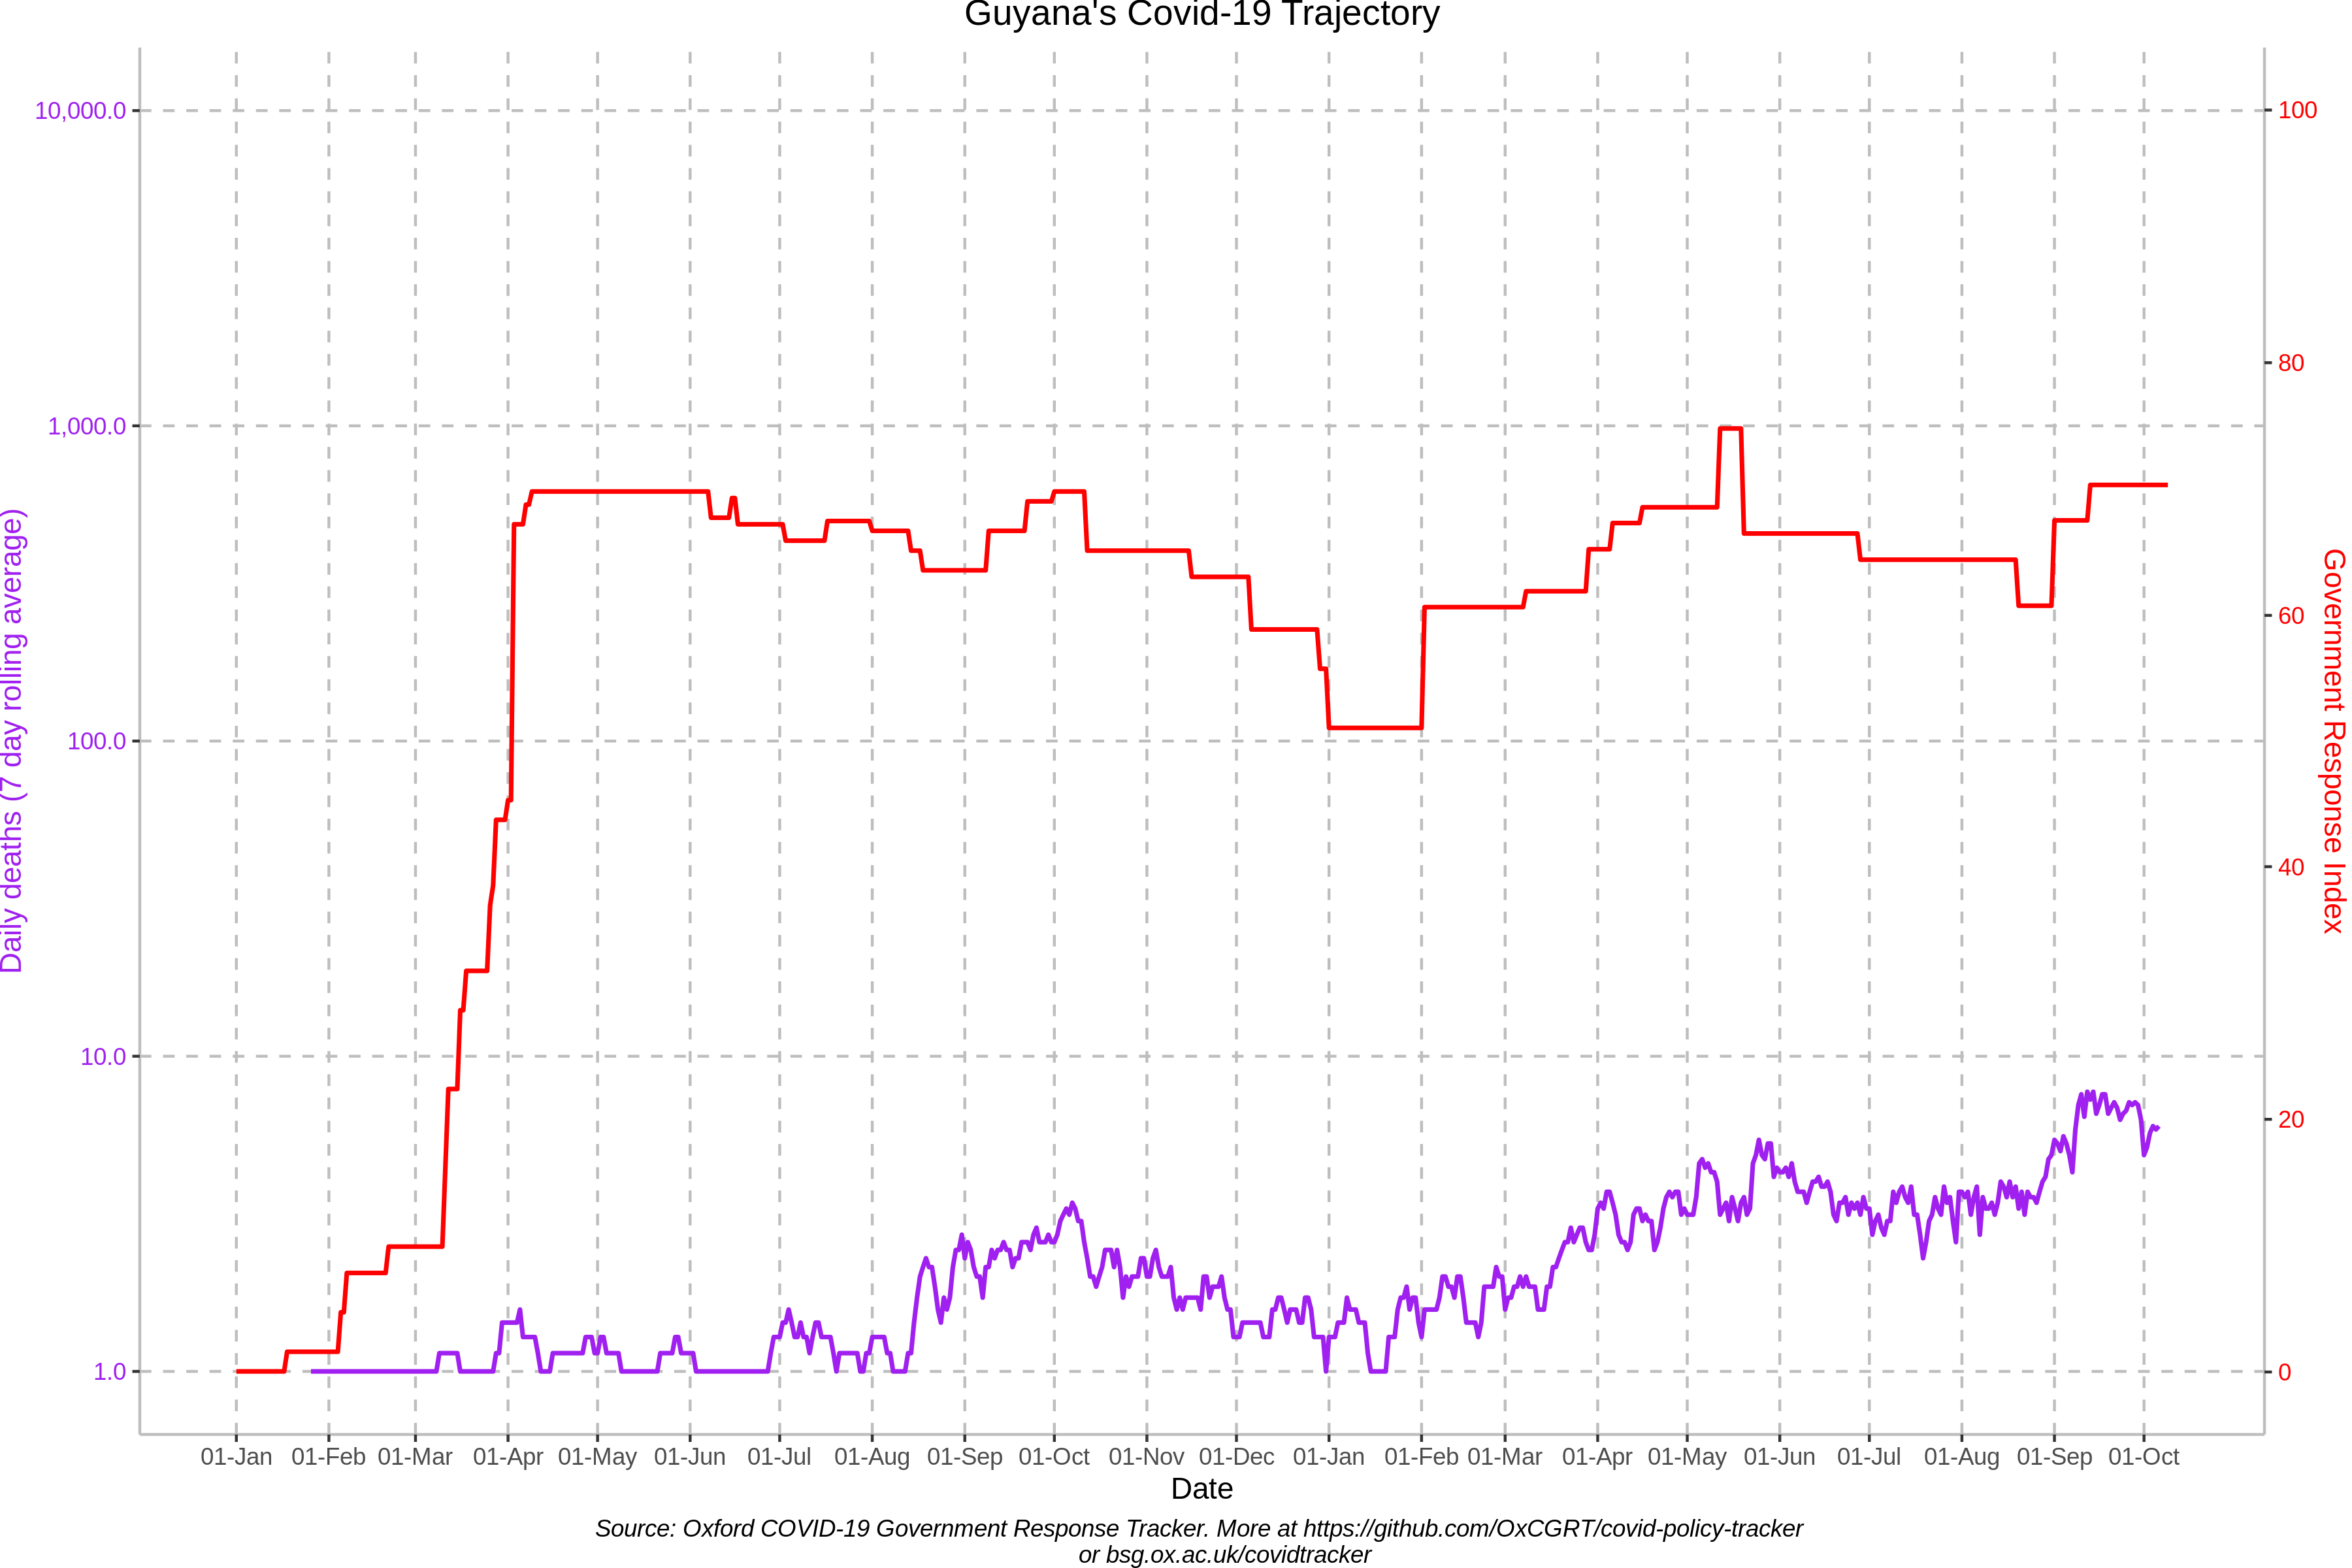 Guyana's Covid-19 Trajectory
10,000.0
1,000.0
100.0
10.0
1.0
Daily deaths (7 day rolling average)
100
80
60
40
20
0
Government Response Index
01-Jan 01-Feb 01-Mar 01-Apr 01-May 01-Jun 01-Jul 01-Aug 01-Sep 01-Oct 01-Nov 01-Dec 01-Jan 01-Feb 01-Mar 01-Apr 01-May 01-Jun 01-Jul 01-Aug 01-Sep 01-Oct
Date
Source: Oxford COVID-19 Government Response Tracker. More at https://github.com/OxCGRT/covid-policy-tracker
or bsg.ox.ac.uk/covidtracker